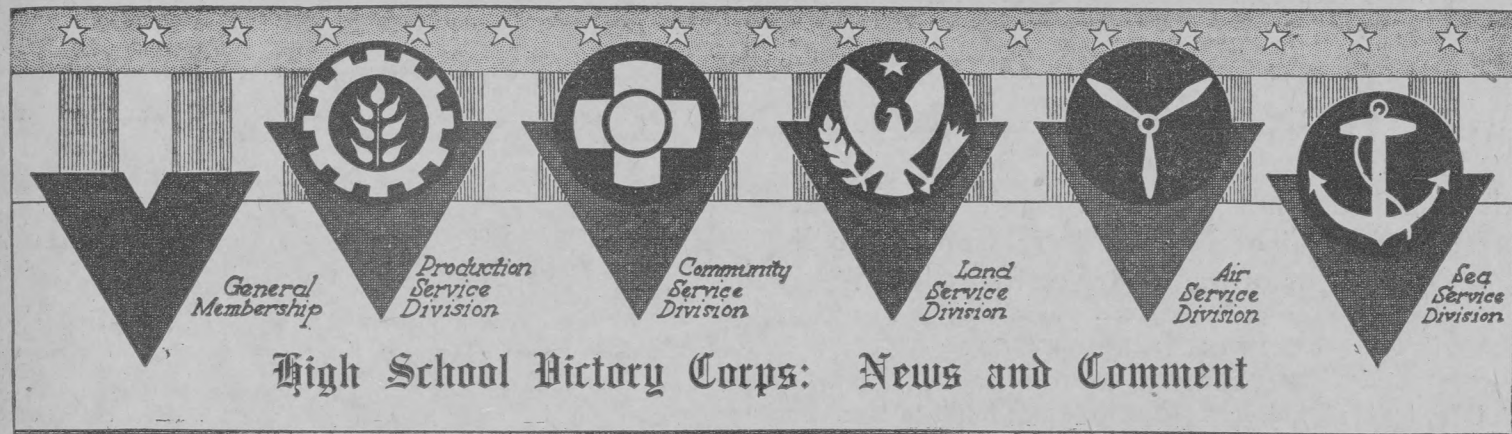 General
Membership
Production
Service
Division
Community
Service
Division
Land
Service
Division
Air
Service
Division
Sea
Service
Division
High School Victory Corps: News and Comment